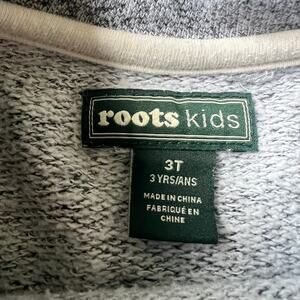 roots kids
3T
3 YRS/ANS
MADE IN CHINA
FABRIQUÉ EN
CHINE